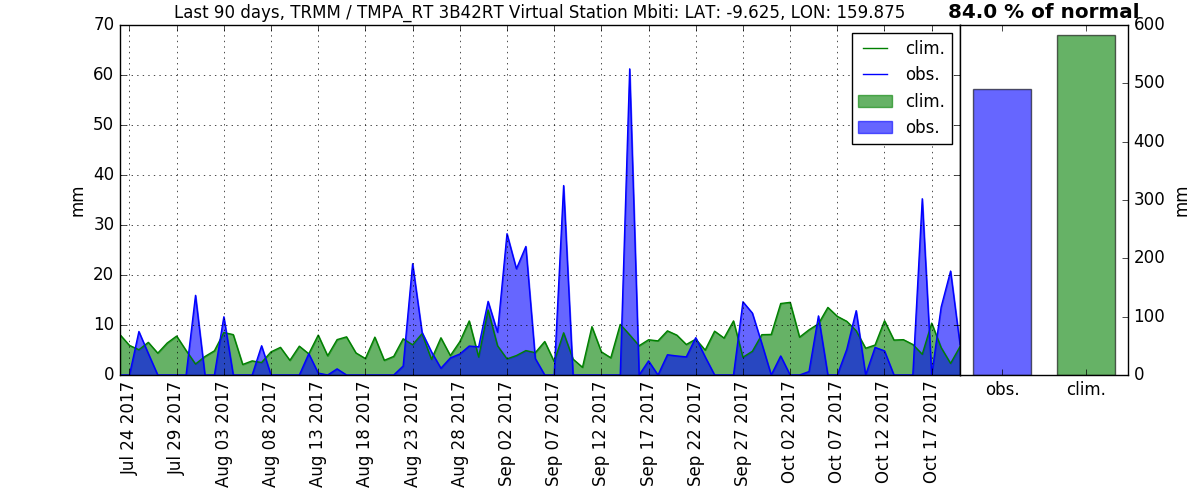 Last 90 days, TRMM / TMPA_RT 3B42RT Virtual Station Mbiti: LAT: -9.625, LON: 159.875
84.0 % of normal
70
60
50
40
30
20
10
0
mm
clim.
obs.
clim.
obs.
600
500
400
300
200
100
0
mm
obs.
clim.
Jul 24 2017
Jul 29 2017
Aug 03 2017
Aug 08 2017
Aug 13 2017
Aug 18 2017
Aug 23 2017
Aug 28 2017
Sep 02 2017
Sep 07 2017
Sep 12 2017
Sep 17 2017
Sep 22 2017
Sep 27 2017
Oct 02 2017
Oct 07 2017
Oct 12 2017
Oct 17 2017